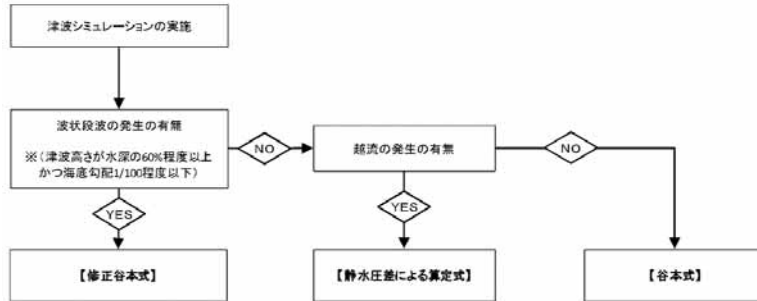 津波シミュレーションの実施
波状段波の発生の有無
※(津波高さが水深の60%程度以上
かつ海底勾配1/100程度以下)
NO
越流の発生の有無
NO
YES
YES
【修正谷本式】
【静水圧差による算定式】
【谷本式】